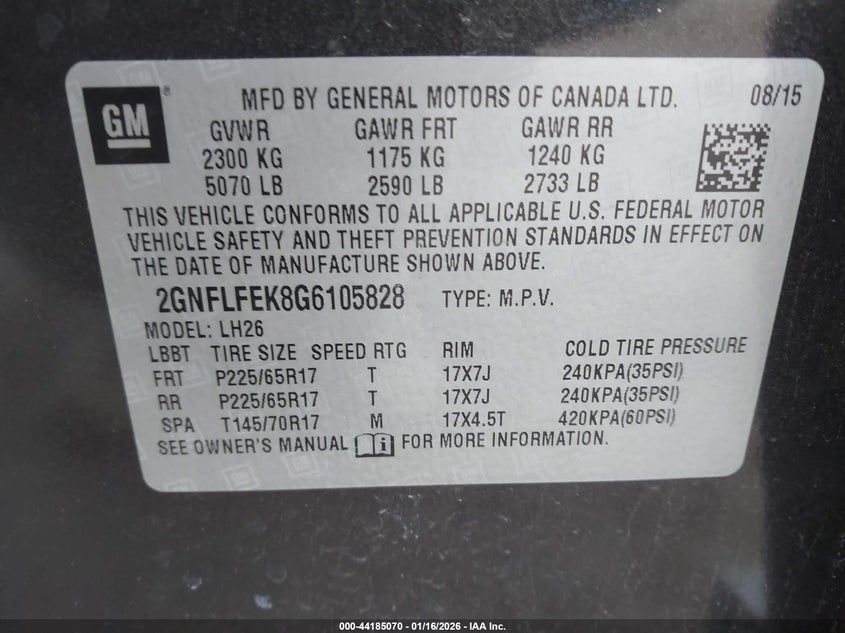 GM ®
MFD BY GENERAL MOTORS OF CANADA LTD. 08/15
GVWR GAWR FRT GAWR RR
2300 KG 1175 KG 1240 KG
5070 LB 2590 LB 2733 LB
THIS VEHICLE CONFORMS TO ALL APPLICABLE U.S. FEDERAL MOTOR
VEHICLE SAFETY AND THEFT PREVENTION STANDARDS IN EFFECT ON
THE DATE OF MANUFACTURE SHOWN ABOVE.
2GNFLFEK8G6105828 TYPE: M.P.V.
MODEL: LH26
LBBT TIRE SIZE SPEED RTG RIM COLD TIRE PRESSURE
FRT P225/65R17 T 17X7J 240KPA(35PSI)
RR P225/65R17 T 17X7J 240KPA(35PSI)
SPA T145/70R17 M 17X4.5T 420KPA(60PSI)
SEE OWNER'S MANUAL i FOR MORE INFORMATION.
000-44185070 - 01/16/2026 - IAA Inc.